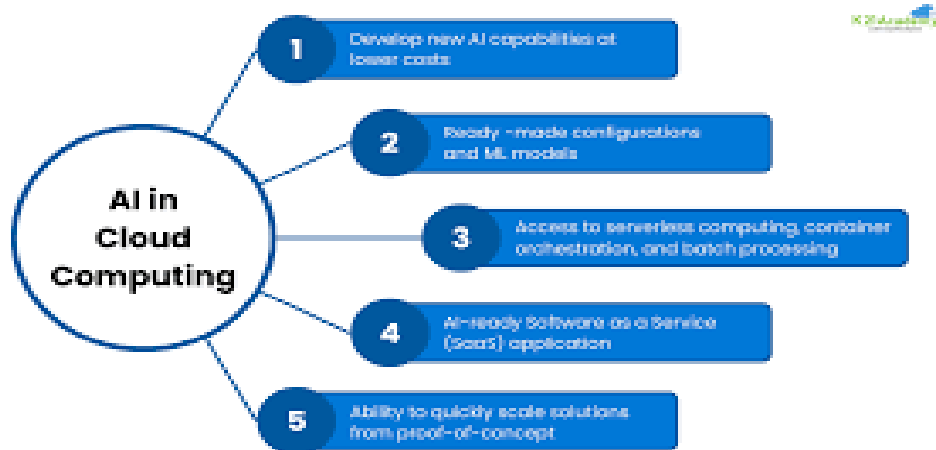 K21Academy
1
Develop new AI capabilities at
lower costs
2
Ready -made configurations
and ML models
AI in
Cloud
Computing
3
Access to serverless computing, container
orchestration, and batch processing
4
AI-ready Software as a Service
(SaaS) application
5
Ability to quickly scale solutions
from proof-of-concept